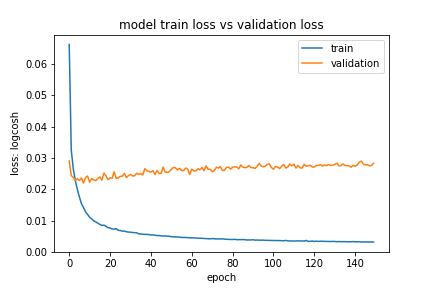 model train loss vs validation loss
train
validation
loss: logcosh
0.06
0.05
0.04
0.03
0.02
0.01
0.00
0 20 40 60 80 100 120 140
epoch